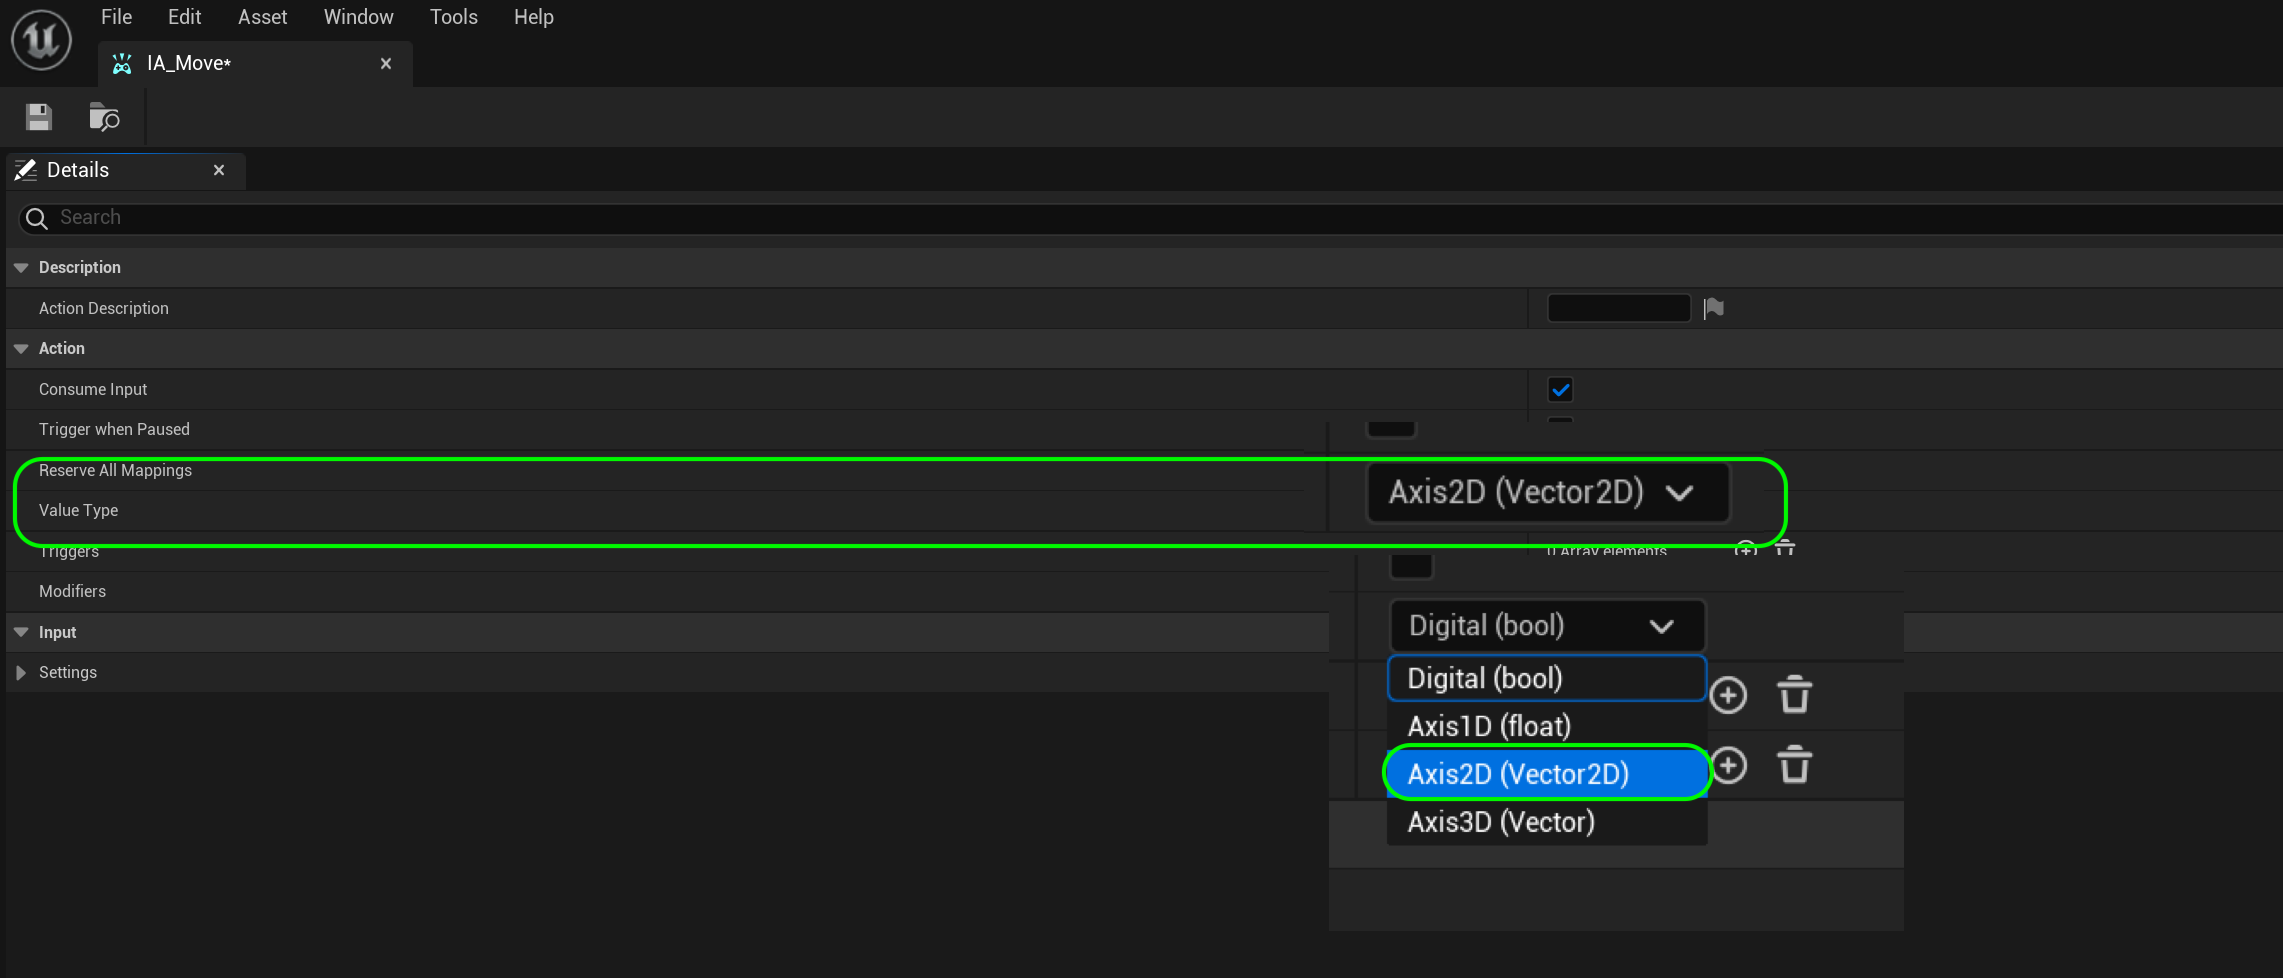 File Edit Asset Window Tools Help
IA_Move*
Details
Search
Description
Action Description
Action
Consume Input
Trigger when Paused
Reserve All Mappings
Value Type
Axis2D (Vector2D)
Triggers
0 Array elements
Modifiers
Input
Settings
Digital (bool)
Digital (bool)
Axis1D (float)
Axis2D (Vector2D)
Axis3D (Vector)